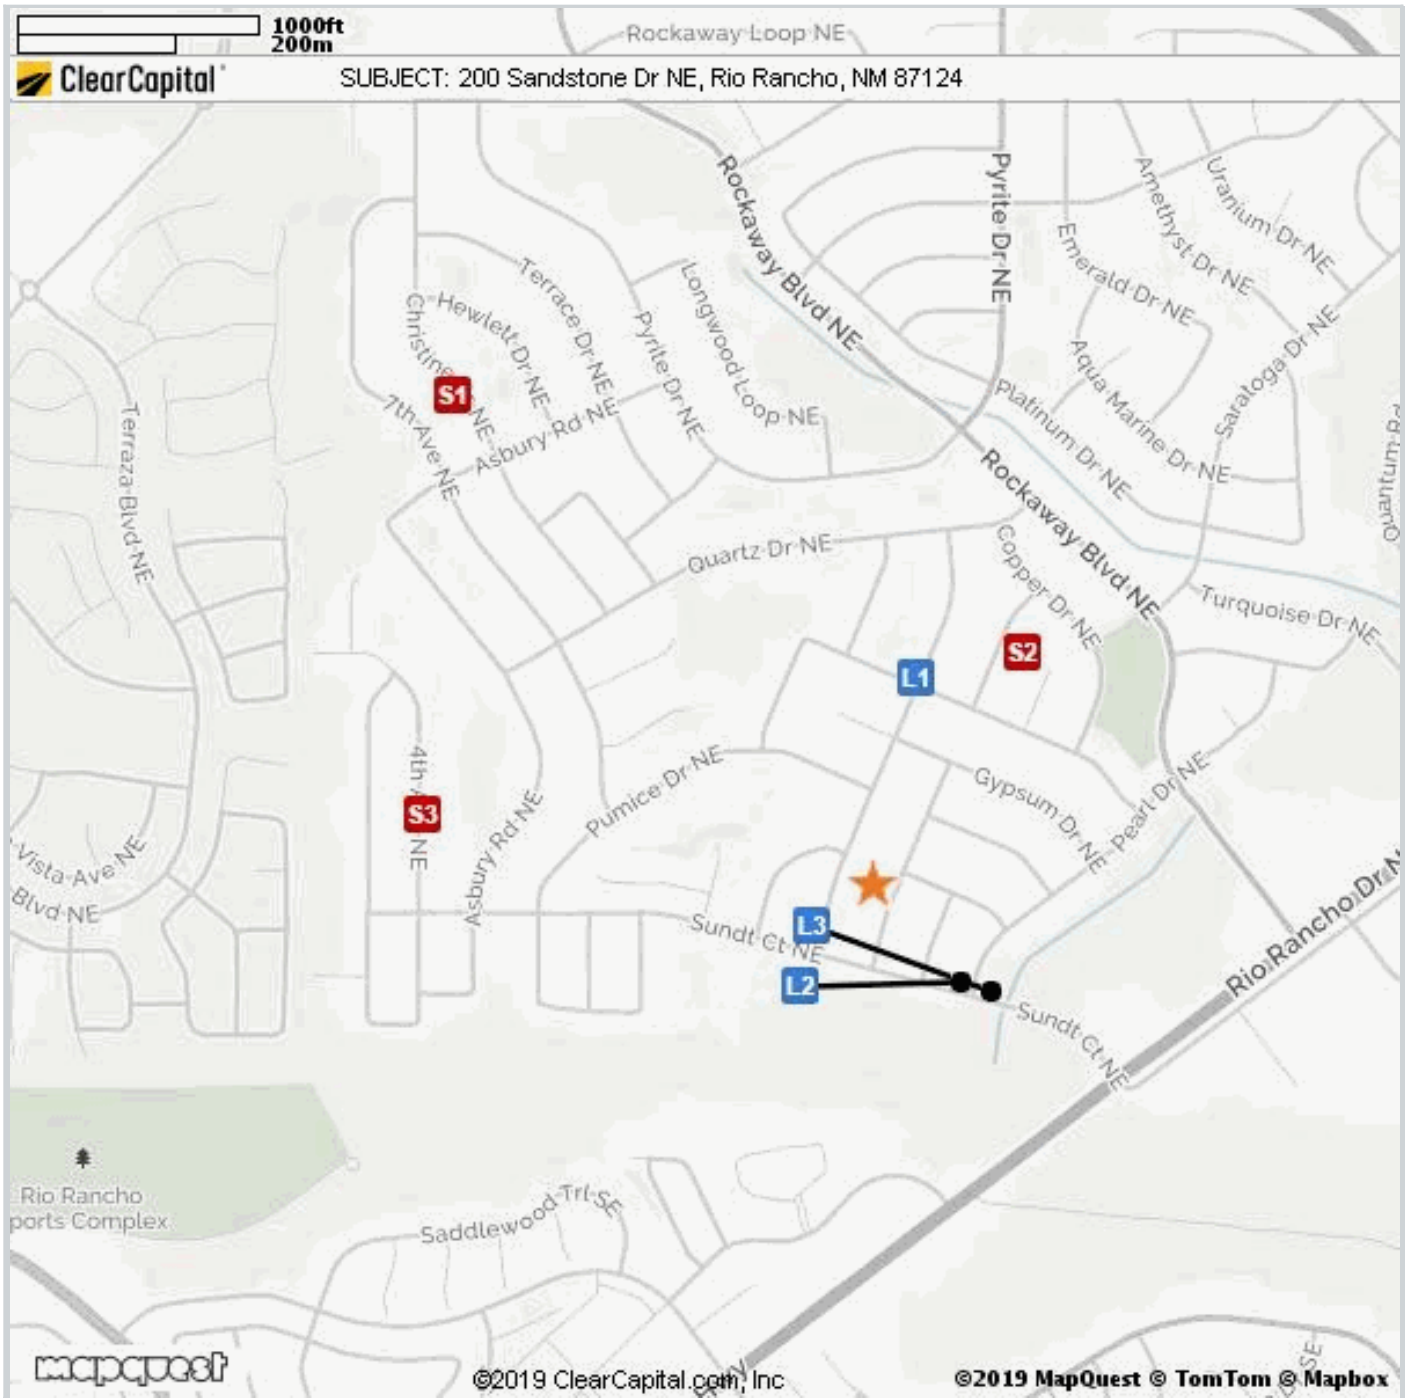 1000ft
200m
Rockaway Loop NE
ClearCapital
SUBJECT: 200 Sandstone Dr NE, Rio Rancho, NM 87124
Rockaway Blvd NE
Pyrite Dr NE
Amethyst Dr NE
Uranium Dr NE
Emerald Dr NE
Terrace Dr NE
Longwood Loop NE
Hewlett Dr NE
Christine NE
Pyrite Dr NE
Aqua Marine Dr NE
Saratoga Dr NE
S1
7th Ave NE
Asbury Rd NE
Terraza Blvd NE
Platinum Dr NE
Quantum Rd
Rockaway Blvd NE
Quartz Dr NE
Copper Dr NE
Turquoise Dr NE
S2
L1
4th NE
S3
Pumice Dr NE
Gypsum Dr NE
Pearl Dr NE
Asbury Rd NE
Vista Ave NE
Blvd NE
L3
Sundt Ct NE
L2
Rio Rancho Dr N
Sundt Ct NE
Rio Rancho
ports Complex
Saddlewood Trl SE
SE
mapquest
©2019 ClearCapital.com, Inc
©2019 MapQuest © TomTom © Mapbox